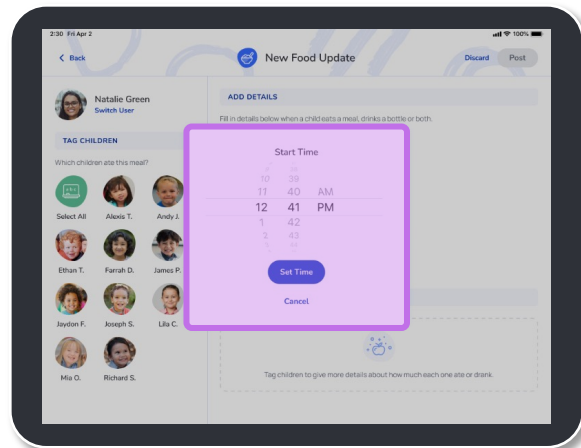 2:30 Fri Apr 2
100%
Back
New Food Update
Discard
Post
Natalie Green
Switch User
TAG CHILDREN
Which children ate this meal?
Select All
Alexis T.
Andy J.
Ethan T.
Farrah D.
James P.
Jaydon F.
Joseph S.
Lila C.
Mia O.
Richard S.
ADD DETAILS
Fill in details below when a child eats a meal, drinks a bottle or both.
Start Time
10 39
11 40 AM
12 41 PM
1 42
2 43
Set Time
Cancel
Tag children to give more details about how much each one ate or drank.